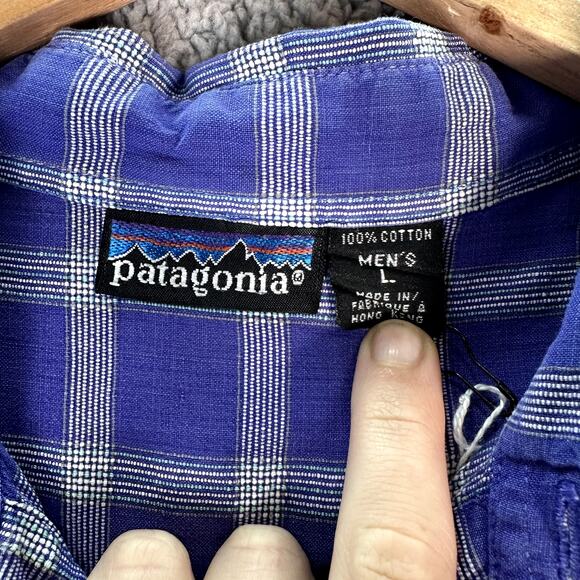 patagonia®
100% COTTON
MEN'S
L
MADE IN/
FABRIQUE À
HONG KONG